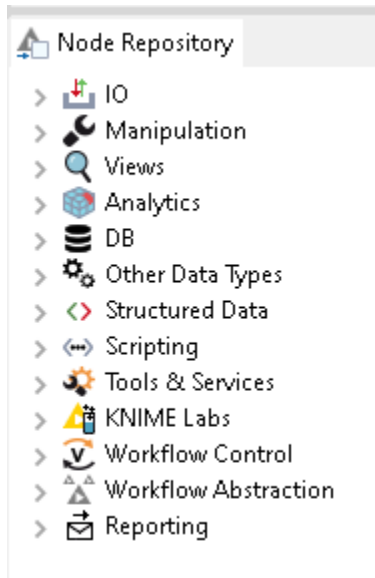 Node Repository
IO
Manipulation
Views
Analytics
DB
Other Data Types
Structured Data
Scripting
Tools & Services
KNIME Labs
Workflow Control
Workflow Abstraction
Reporting